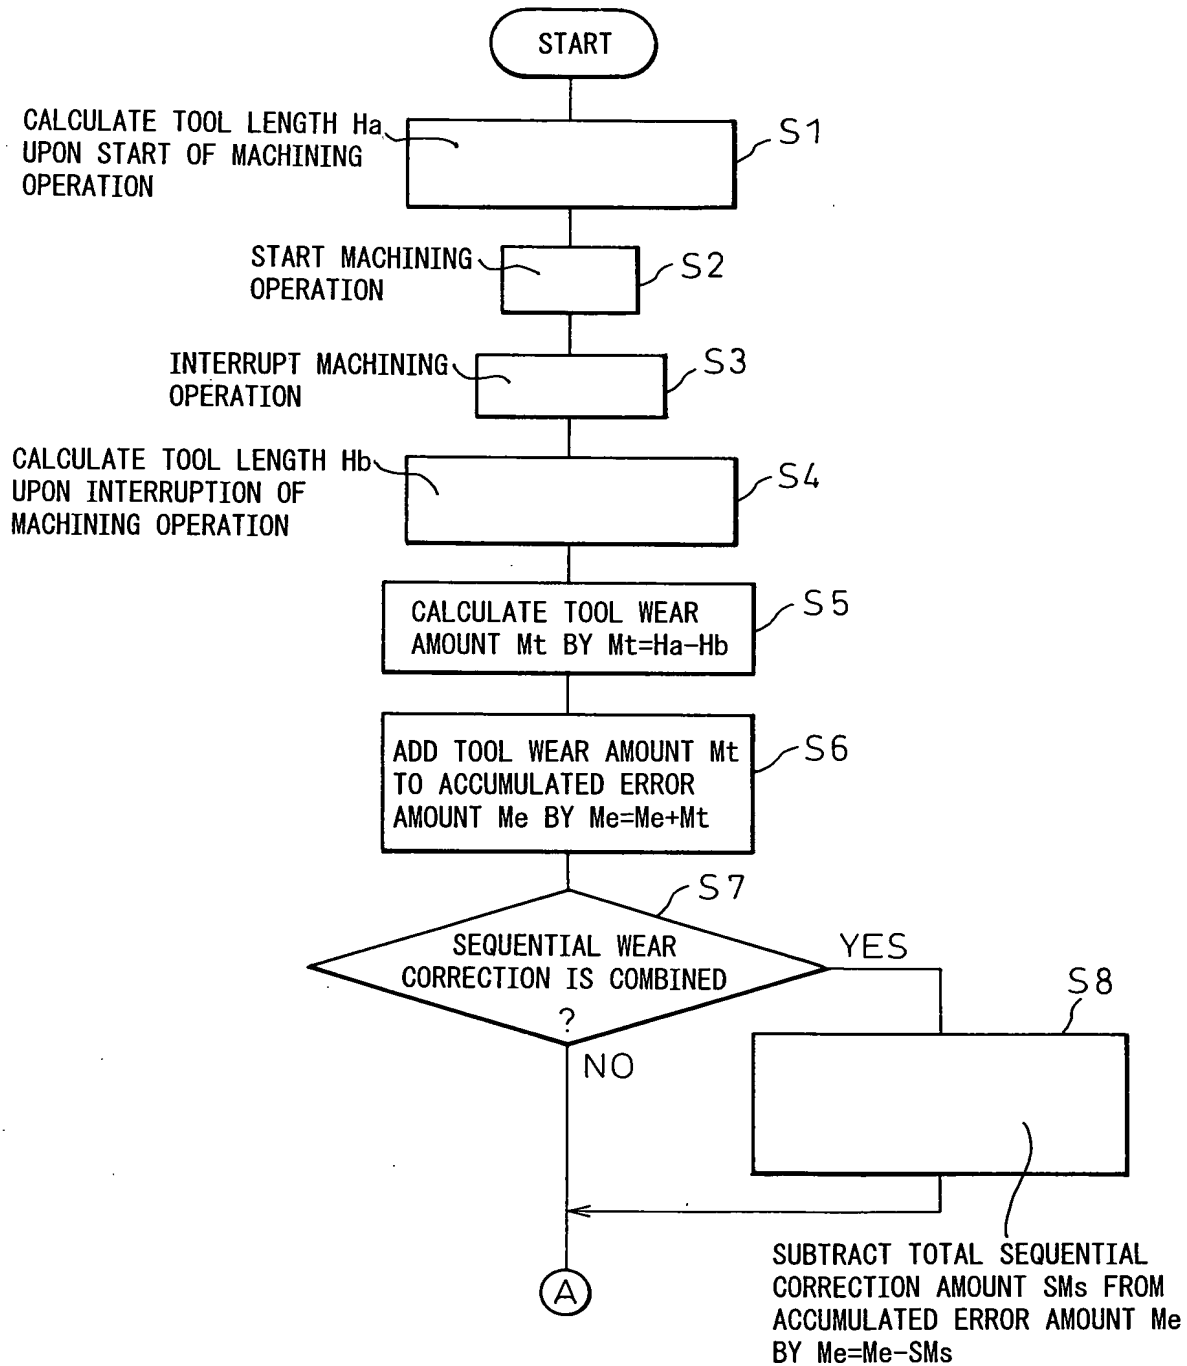 START
CALCULATE TOOL LENGTH Ha
UPON START OF MACHINING
OPERATION
S1
START MACHINING
OPERATION
S2
INTERRUPT MACHINING
OPERATION
S3
CALCULATE TOOL LENGTH Hb
UPON INTERRUPTION OF
MACHINING OPERATION
S4
CALCULATE TOOL WEAR
AMOUNT Mt BY Mt=Ha-Hb
S5
ADD TOOL WEAR AMOUNT Mt
TO ACCUMULATED ERROR
AMOUNT Me BY Me=Me+Mt
S6
S7
SEQUENTIAL WEAR
CORRECTION IS COMBINED
?
YES
NO
S8
SUBTRACT TOTAL SEQUENTIAL
CORRECTION AMOUNT SMs FROM
ACCUMULATED ERROR AMOUNT Me
BY Me=Me-SMs
A